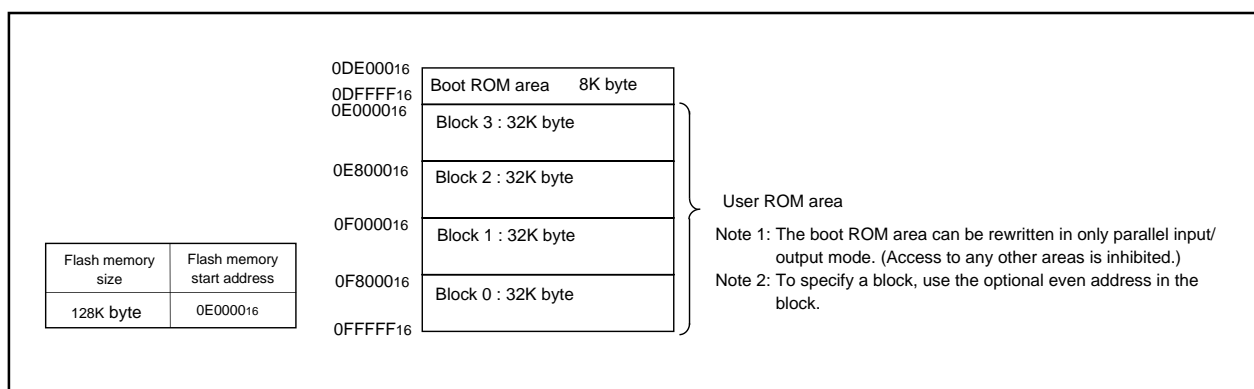 0DE00016
Boot ROM area 8K byte
0DFFFF16
0E000016
Block 3 : 32K byte
0E800016
Block 2 : 32K byte
0F000016
Block 1 : 32K byte
0F800016
Block 0 : 32K byte
0FFFFF16
User ROM area
Note 1: The boot ROM area can be rewritten in only parallel input/
output mode. (Access to any other areas is inhibited.)
Note 2: To specify a block, use the optional even address in the
block.
Flash memory size
Flash memory start address
128K byte
0E000016